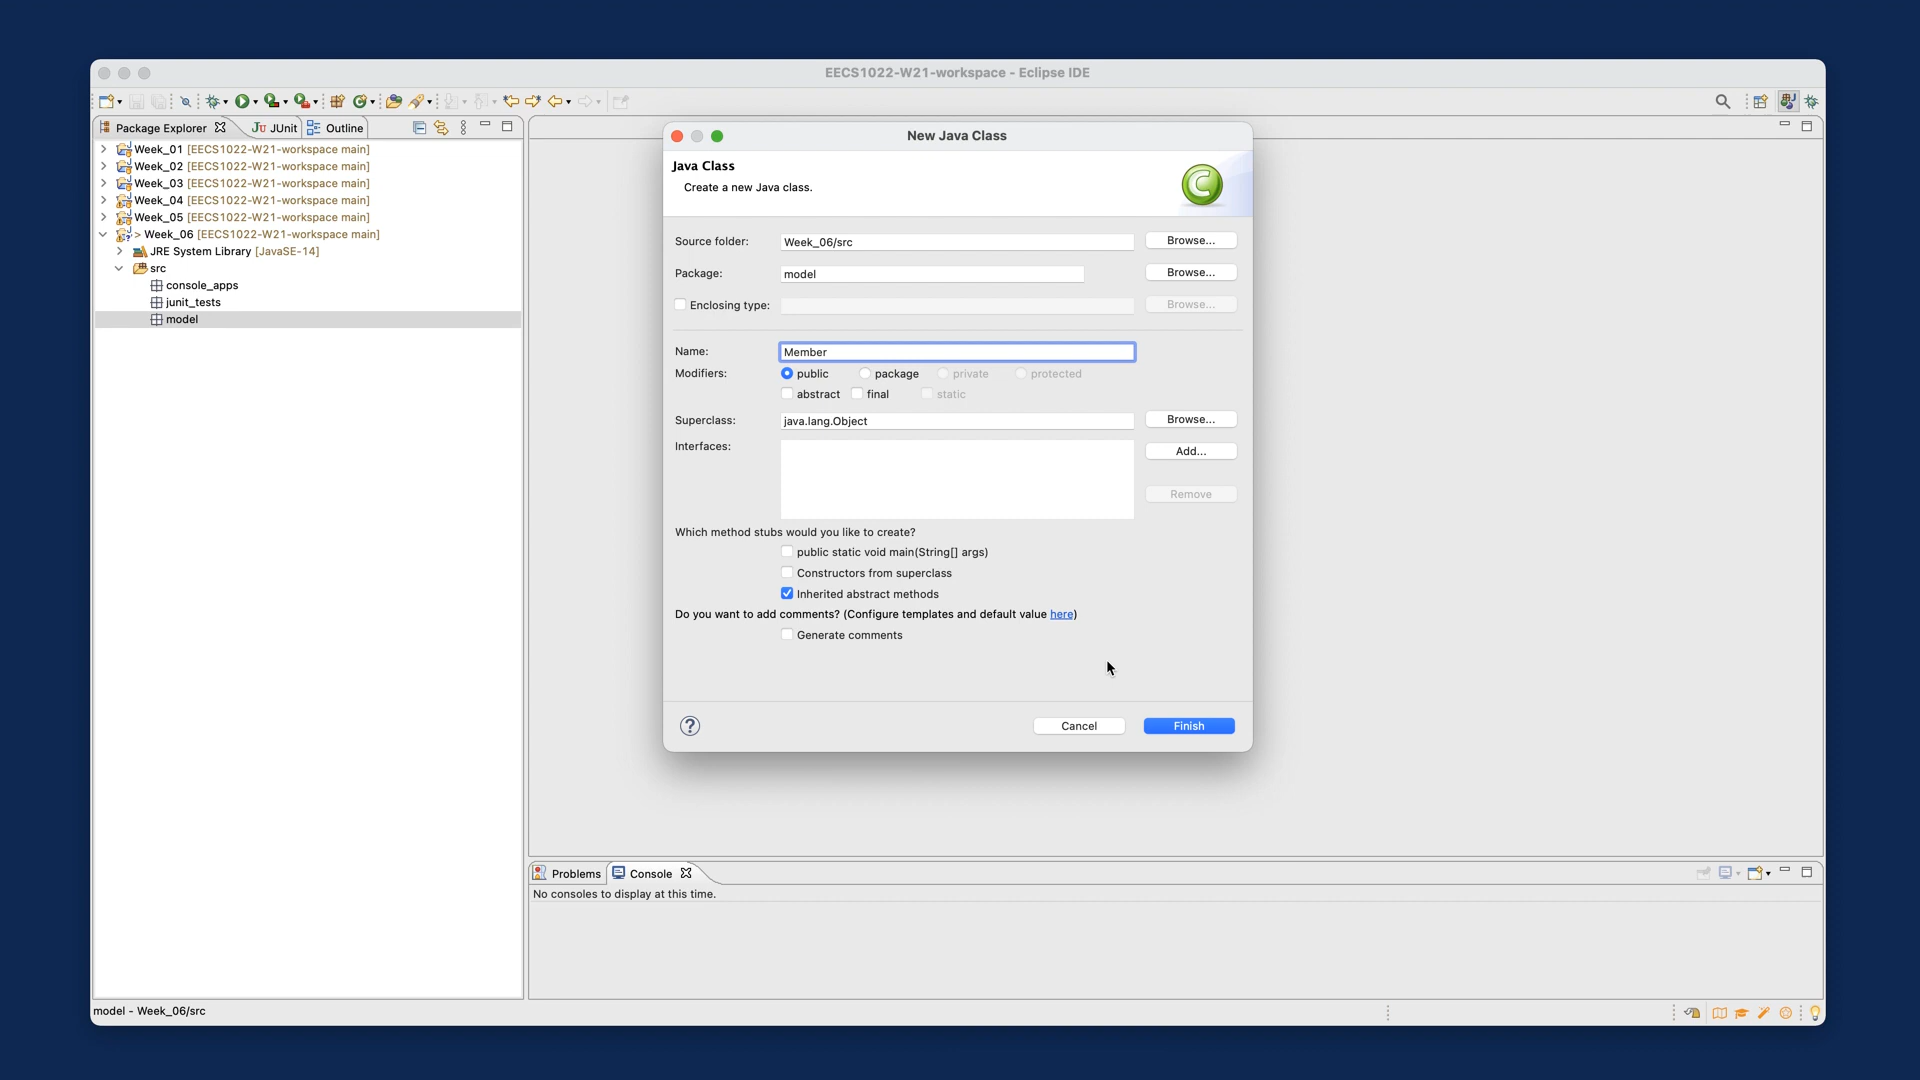 EECS1022-W21-workspace - Eclipse IDE
Package Explorer
JUnit
Outline
Week_01 [EECS1022-W21-workspace main]
Week_02 [EECS1022-W21-workspace main]
Week_03 [EECS1022-W21-workspace main]
Week_04 [EECS1022-W21-workspace main]
Week_05 [EECS1022-W21-workspace main]
> Week_06 [EECS1022-W21-workspace main]
JRE System Library [JavaSE-14]
src
console_apps
junit_tests
model
New Java Class
Java Class
Create a new Java class.
Source folder: Week_06/src Browse...
Package: model Browse...
Enclosing type: Browse...
Name: Member
Modifiers: public package private protected
abstract final static
Superclass: java.lang.Object Browse...
Interfaces: Add...
Remove
Which method stubs would you like to create?
public static void main(String[] args)
Constructors from superclass
Inherited abstract methods
Do you want to add comments? (Configure templates and default value here)
Generate comments
? Cancel Finish
Problems
Console
No consoles to display at this time.
model - Week_06/src